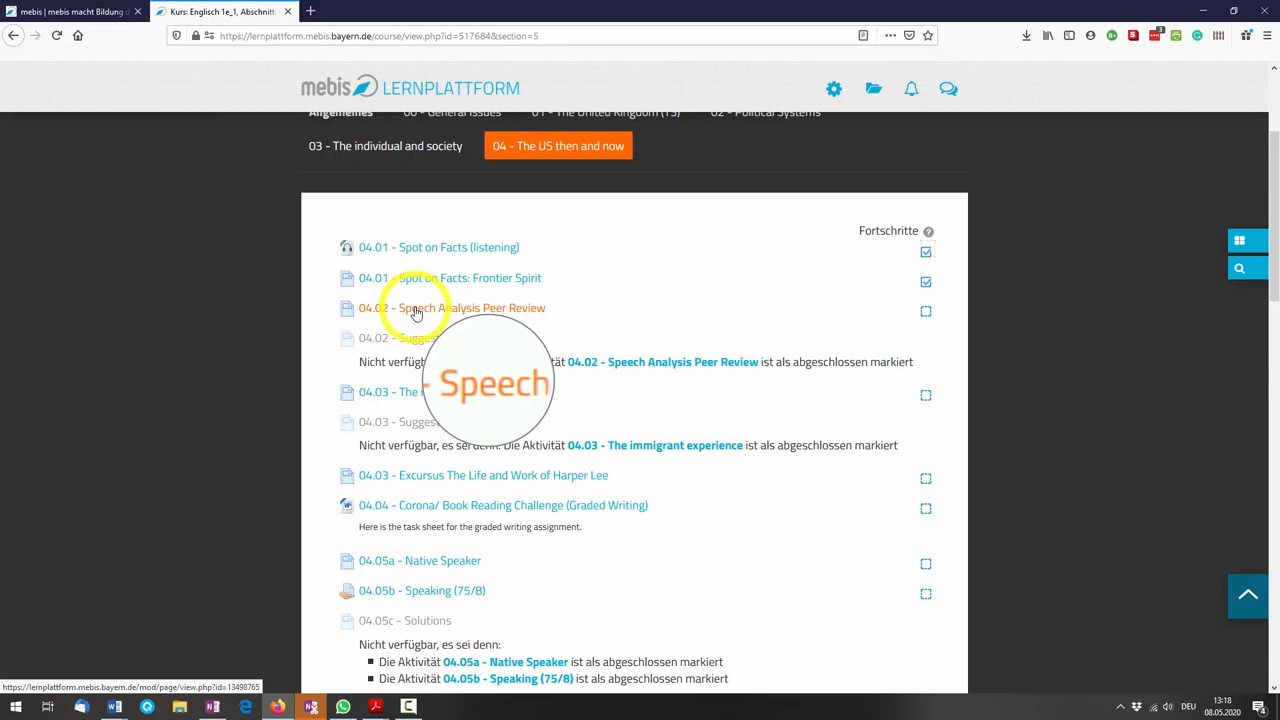 mebis | mebis macht Bildung d
Kurs: Englisch 1e_1, Abschnitt:
https://lernplattform.mebis.bayern.de/course/view.php?id=517684&section=5
mebis LERNPLATTFORM
Allgemeines 00 - General Issues 01 - The United Kingdom (TS) 02 - Political Systems
03 - The individual and society 04 - The US then and now
Fortschritte
04.01 - Spot on Facts (listening)
04.01 - Spot on Facts: Frontier Spirit
04.02 - Speech Analysis Peer Review
04.02 - Suggest
Nicht verfügb tät 04.02 - Speech Analysis Peer Review ist als abgeschlossen markiert
- Speech
04.03 - The
04.03 - Suggest
Nicht verfügbar, es sei denn: Die Aktivität 04.03 - The immigrant experience ist als abgeschlossen markiert
04.03 - Excursus The Life and Work of Harper Lee
04.04 - Corona/ Book Reading Challenge (Graded Writing)
Here is the task sheet for the graded writing assignment.
04.05a - Native Speaker
04.05b - Speaking (75/8)
04.05c - Solutions
Nicht verfügbar, es sei denn:
Die Aktivität 04.05a - Native Speaker ist als abgeschlossen markiert
Die Aktivität 04.05b - Speaking (75/8) ist als abgeschlossen markiert
https://lernplattform.mebis.bayern.de/mod/page/view.php?id=13498765
DEU
13:18
08.05.2020